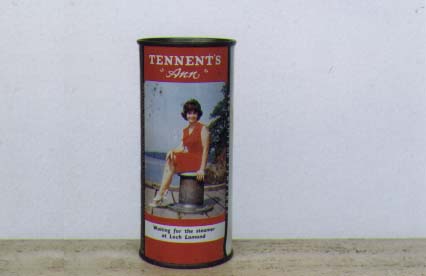 TENNENT'S
"Ann"
Waiting for the steamer
at Loch Lomond